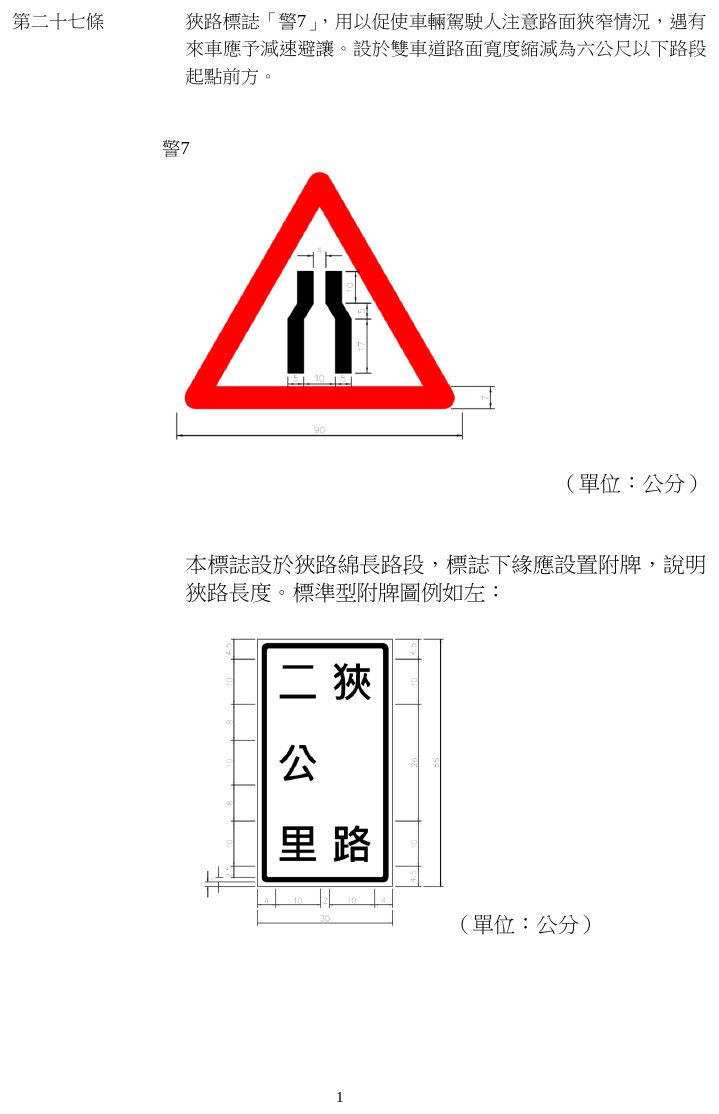 第二十七條
狹路標誌「警7」，用以促使車輛駕駛人注意路面狹窄情況，遇有
來車應予減速避讓。設於雙車道路面寬度縮減為六公尺以下路段
起點前方。
警7
4
10
5
17
5 10 5
7
90
（單位：公分）
本標誌設於狹路綿長路段，標誌下緣應設置附牌，說明
狹路長度。標準型附牌圖例如左：
狹路
二公里
4.5
10
8
10
8
10
2.5
4.5
10
26
10
4.5
55
4 10 2 10 4
30
（單位：公分）
1